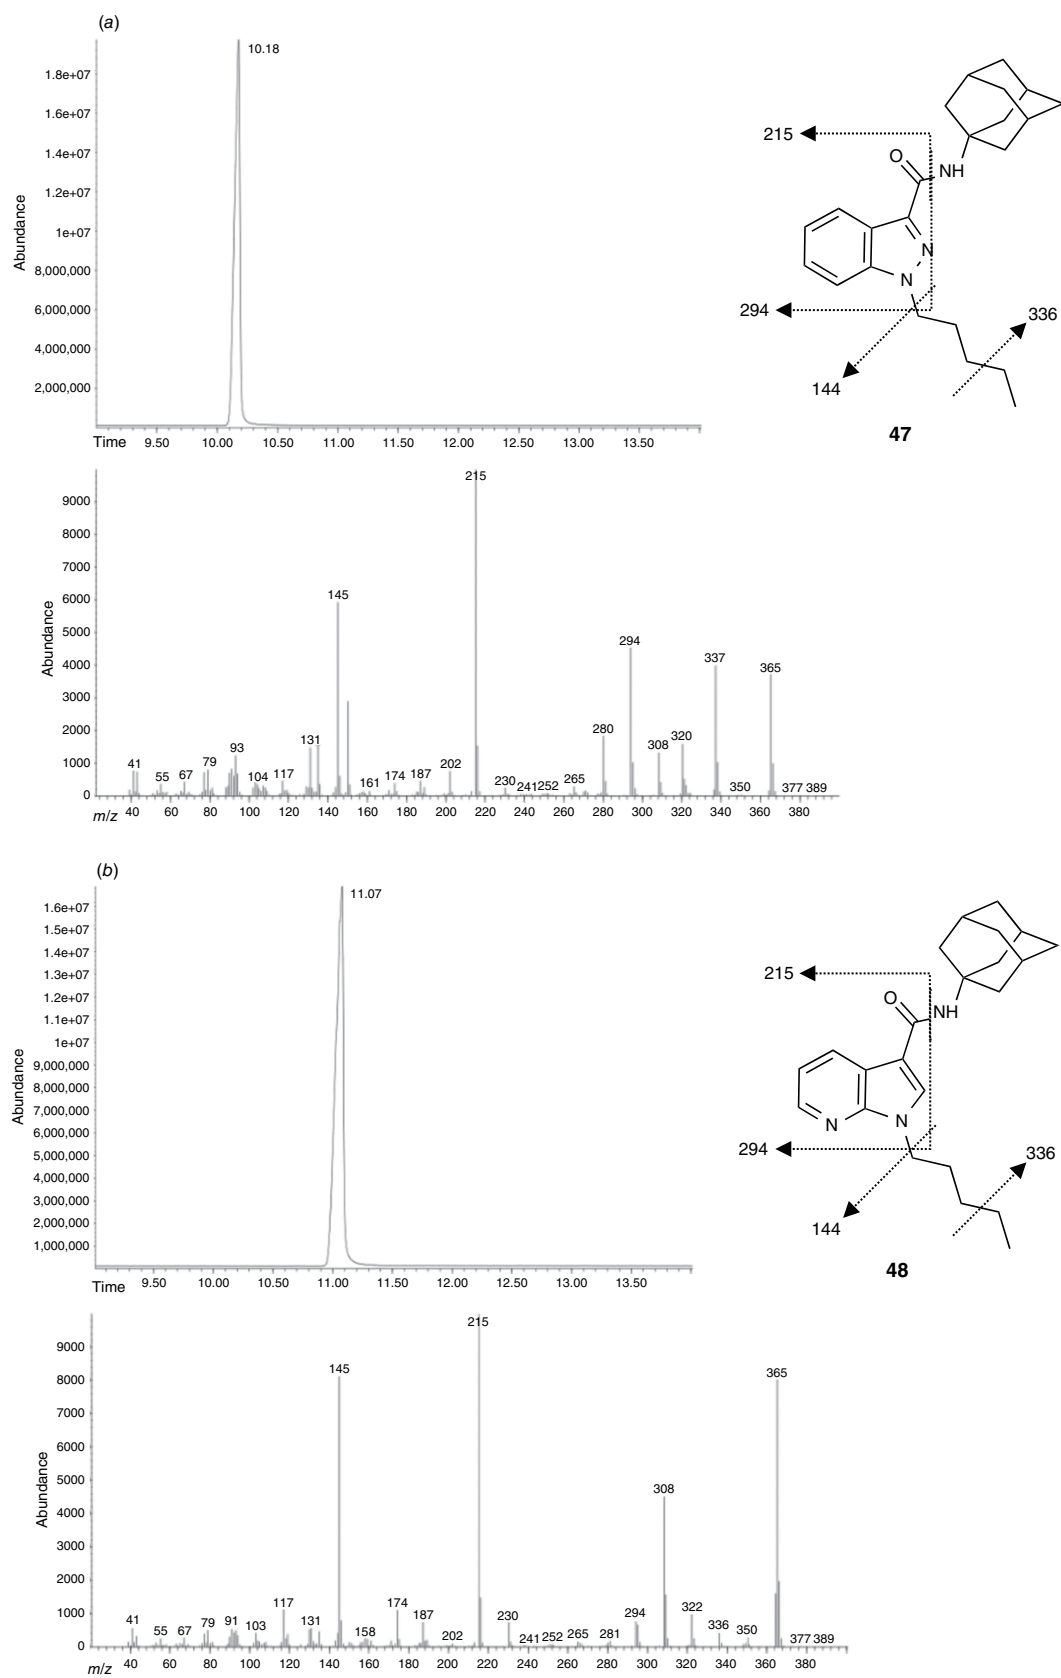 (a)
10.18
Abundance
1.8e+07
1.6e+07
1.4e+07
1.2e+07
1e+07
8,000,000
6,000,000
4,000,000
2,000,000
Time 9.50 10.00 10.50 11.00 11.50 12.00 12.50 13.00 13.50
215
O
NH
N
N
294
336
144
47
Abundance
9000
8000
7000
6000
5000
4000
3000
2000
1000
0
215
145
294
337
365
280
308
320
93
131
41 55 67 79 104 117 161 174 187 202 230 241 252 265 350 377 389
m/z 40 60 80 100 120 140 160 180 200 220 240 260 280 300 320 340 360 380
(b)
11.07
Abundance
1.6e+07
1.5e+07
1.4e+07
1.3e+07
1.2e+07
1.1e+07
1e+07
9,000,000
8,000,000
7,000,000
6,000,000
5,000,000
4,000,000
3,000,000
2,000,000
1,000,000
Time 9.50 10.00 10.50 11.00 11.50 12.00 12.50 13.00 13.50
215
O
NH
N
N
294
336
144
48
Abundance
9000
8000
7000
6000
5000
4000
3000
2000
1000
0
215
145
365
308
41 55 67 79 91 103 117 131 158 174 187 202 230 241 252 265 281 294 322 336 350 377 389
m/z 40 60 80 100 120 140 160 180 200 220 240 260 280 300 320 340 360 380